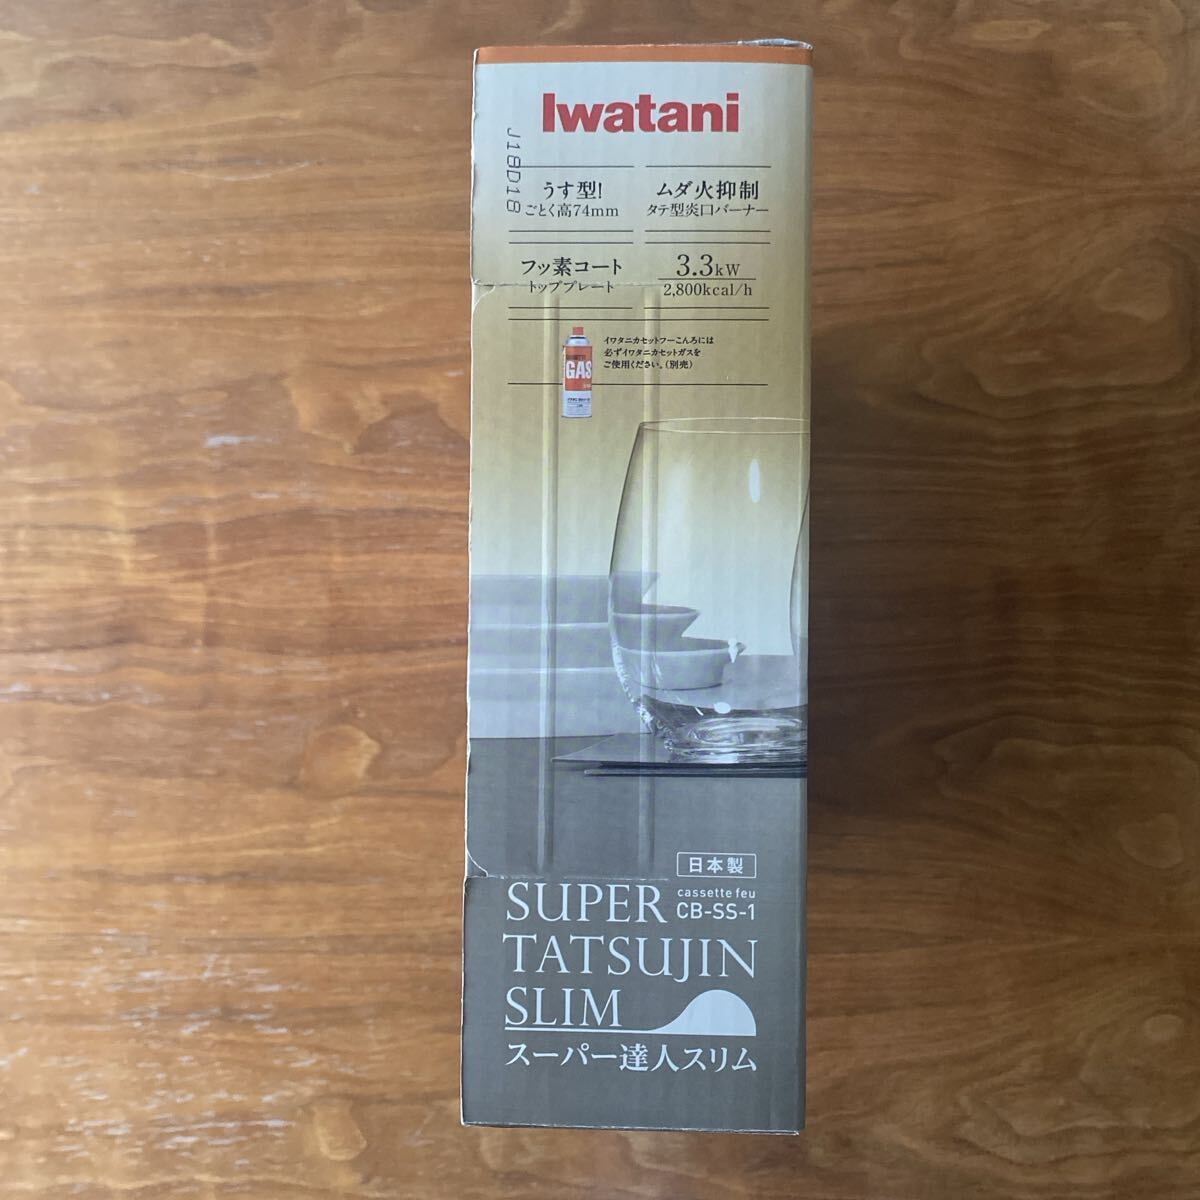 Iwatani
J18D18
うす型!
ごとく高74mm
ムダ火抑制
タテ型炎口バーナー
フッ素コート
トッププレート
3.3kW
2,800kcal/h
イワタニカセットフーこんろには
必ずイワタニカセットガスを
ご使用ください。(別売)
GAS
日本製
cassette feu
CB-SS-1
SUPER
TATSUJIN
SLIM
スーパー達人スリム